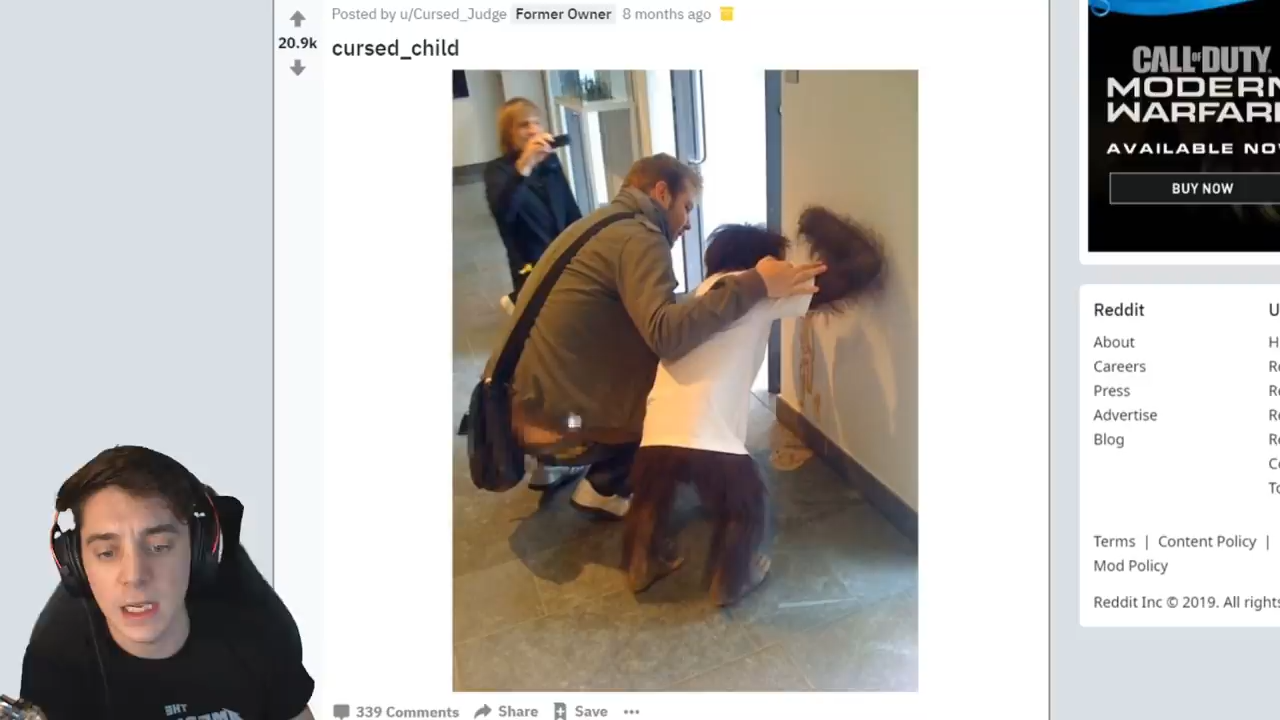 Posted by u/Cursed_Judge Former Owner 8 months ago
20.9k
cursed_child
339 Comments Share Save
CALL OF DUTY
MODERN
WARFARE
AVAILABLE NOW
BUY NOW
Reddit
About
Careers
Press
Advertise
Blog
Terms | Content Policy |
Mod Policy
Reddit Inc © 2019. All rights
THE